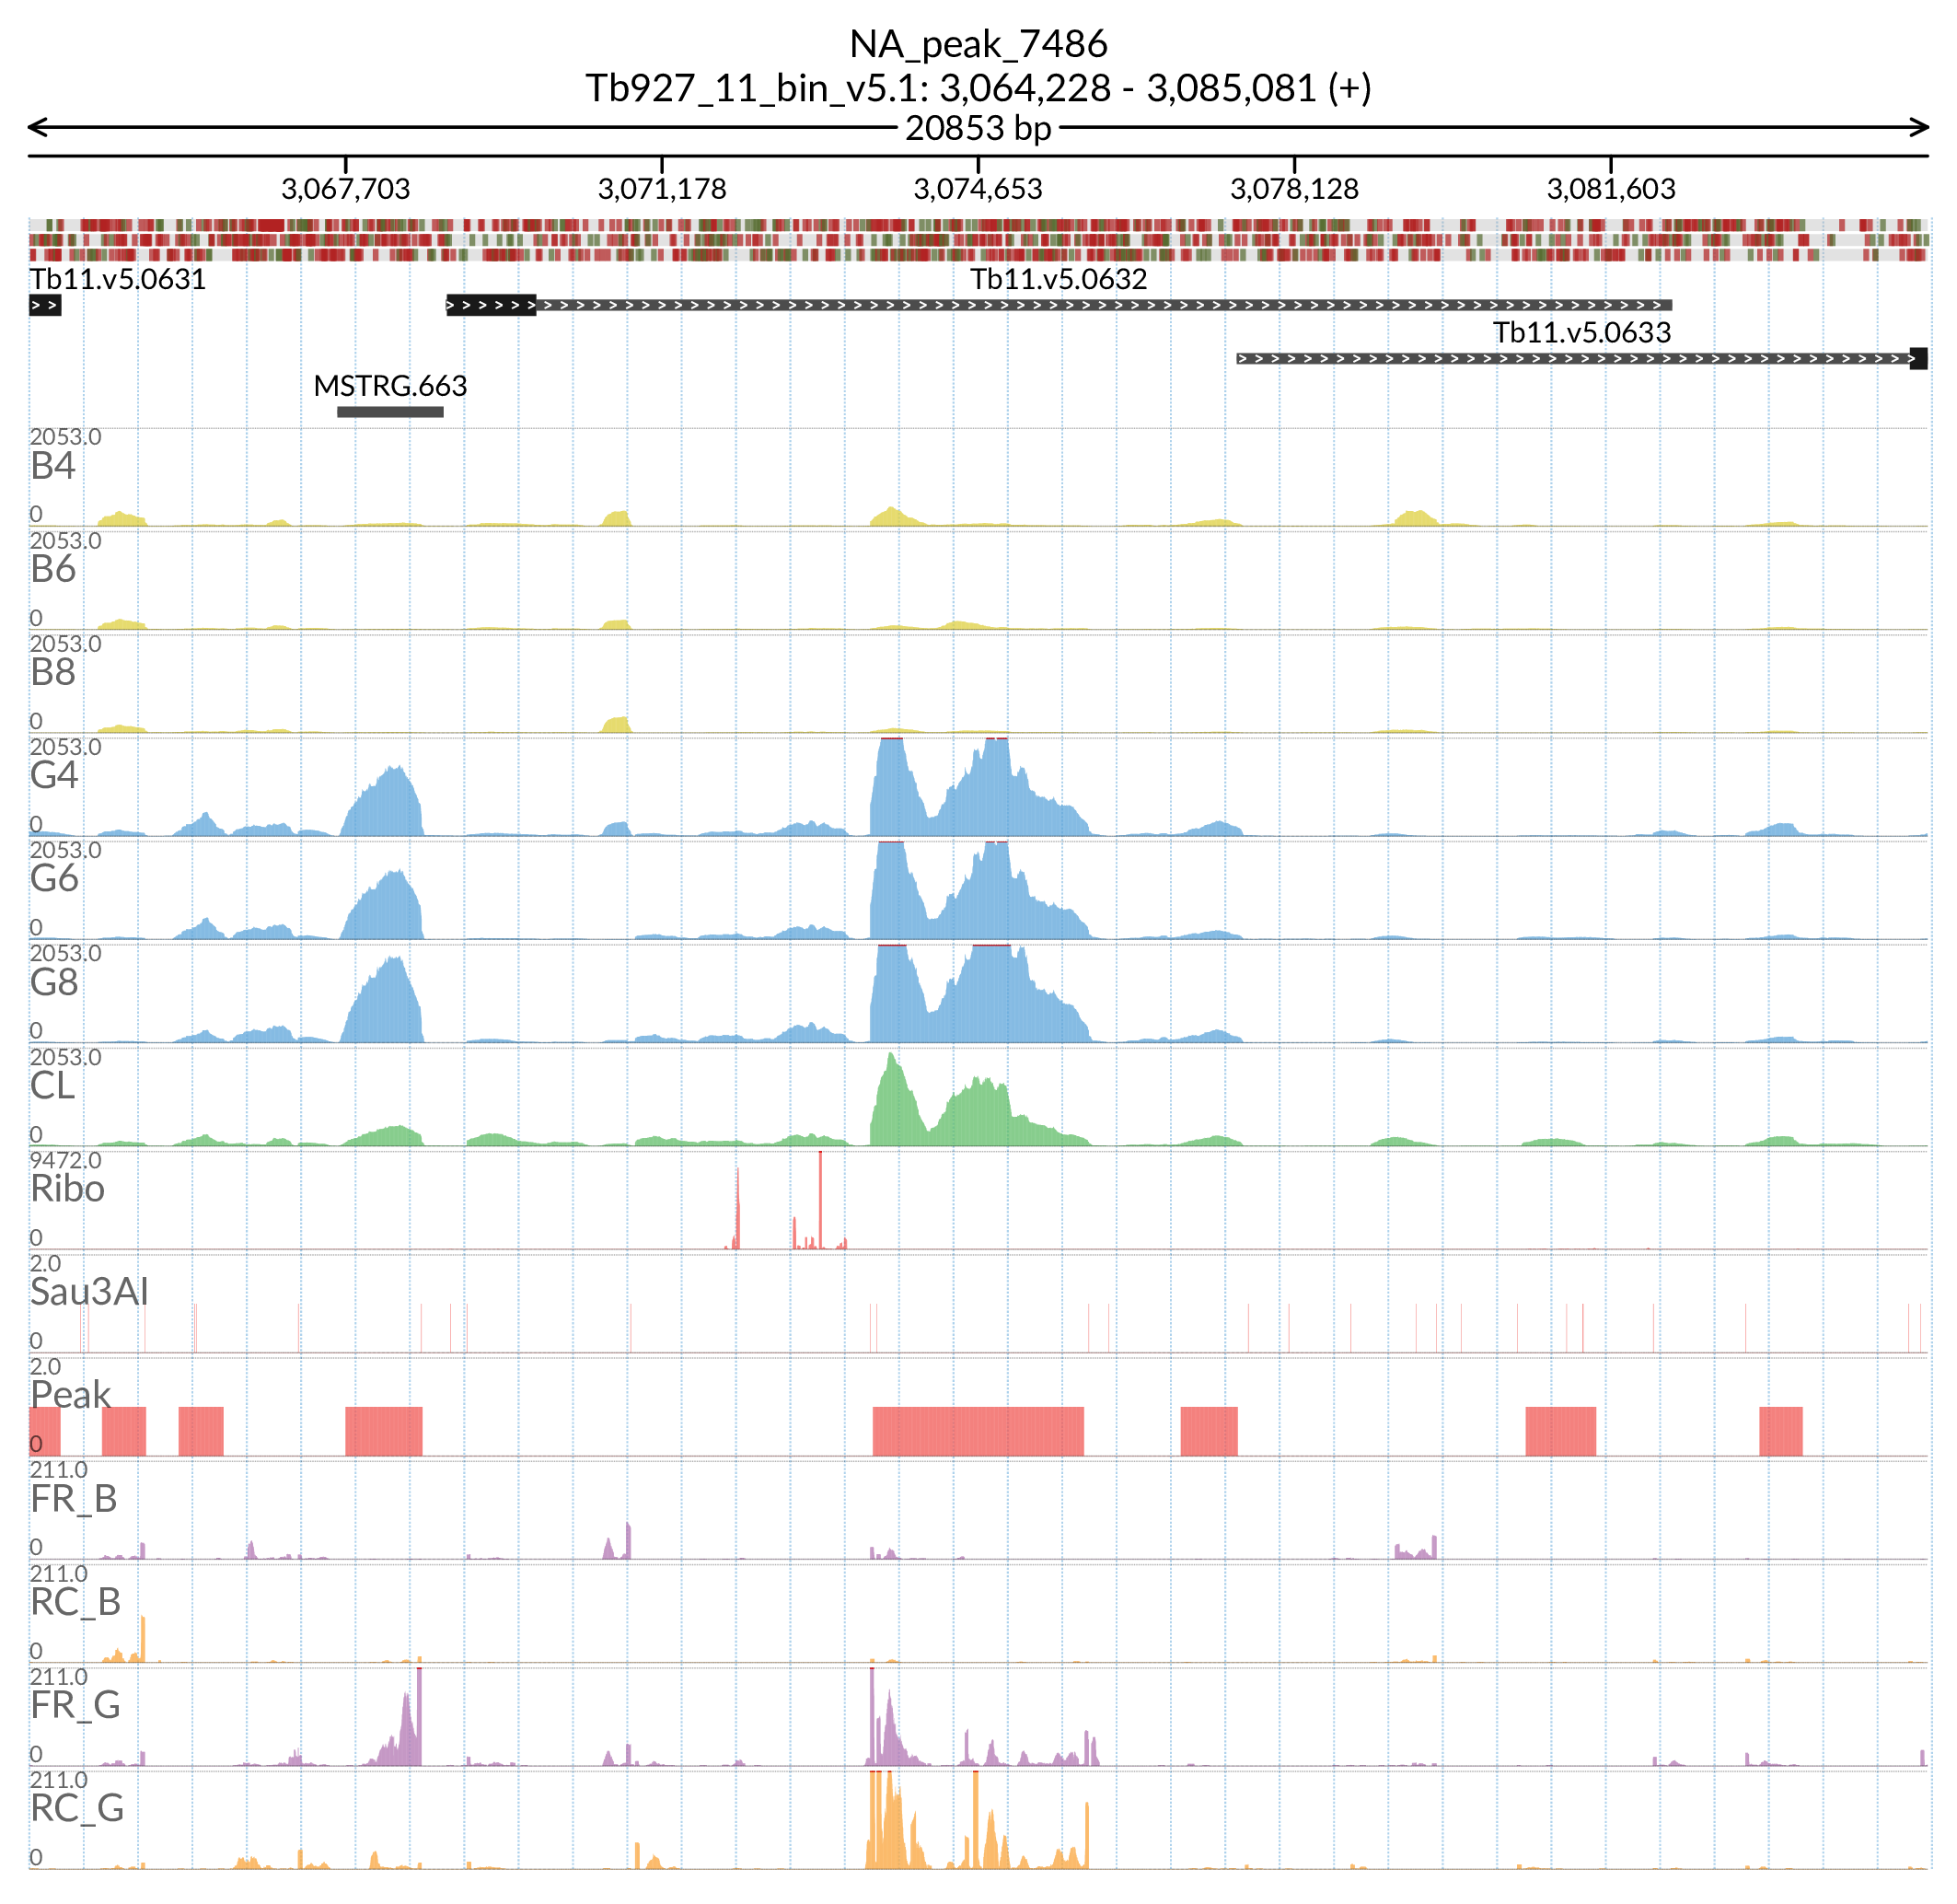 NA_peak_7486
Tb927_11_bin_v5.1: 3,064,228 - 3,085,081 (+)
20853 bp
3,067,703 3,071,178 3,074,653 3,078,128 3,081,603
Tb11.v5.0631 Tb11.v5.0632
Tb11.v5.0633
MSTRG.663
2053.0
B4
0
2053.0
B6
0
2053.0
B8
0
2053.0
G4
0
2053.0
G6
0
2053.0
G8
0
2053.0
CL
0
9472.0
Ribo
0
2.0
Sau3AI
0
2.0
Peak
0
211.0
FR_B
0
211.0
RC_B
0
211.0
FR_G
0
211.0
RC_G
0